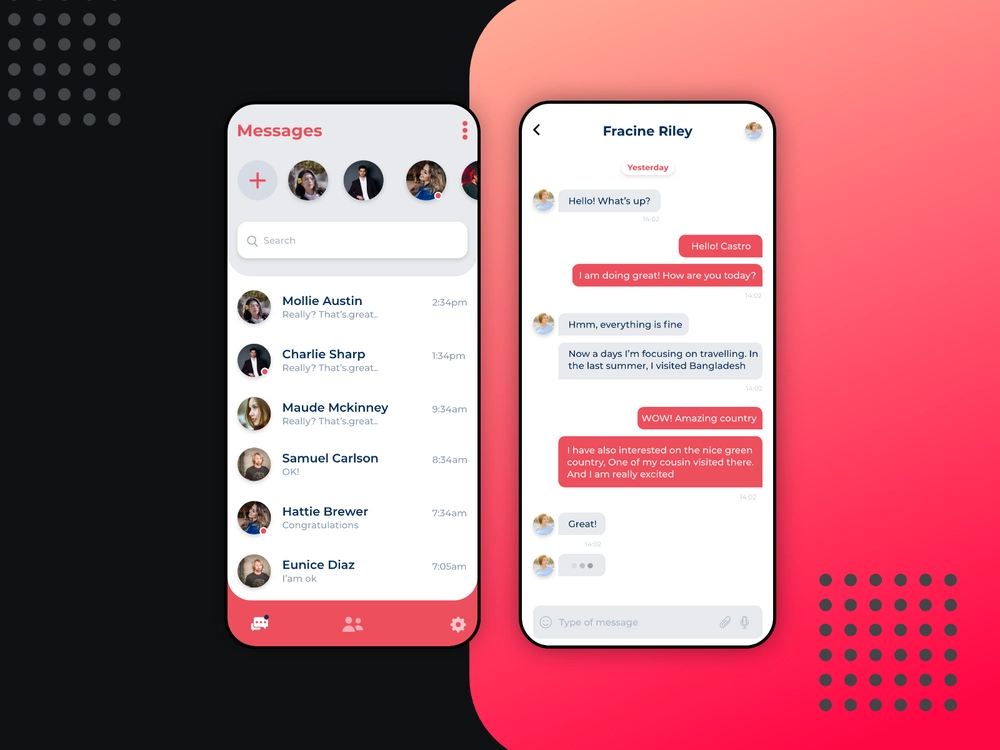 Messages
Search
Mollie Austin
2:34pm
Really? That's.great..
Charlie Sharp
1:34pm
Really? That's.great..
Maude Mckinney
9:34am
Really? That's.great..
Samuel Carlson
8:34am
OK!
Hattie Brewer
7:34am
Congratulations
Eunice Diaz
7:05am
I'am ok
Fracine Riley
Yesterday
Hello! What's up?
14:02
Hello! Castro
I am doing great! How are you today?
14:02
Hmm, everything is fine
Now a days I'm focusing on travelling. In
the last summer, I visited Bangladesh
14:02
WOW! Amazing country
I have also interested on the nice green
country, One of my cousin visited there.
And I am really excited
14:02
Great!
14:02
Type of message